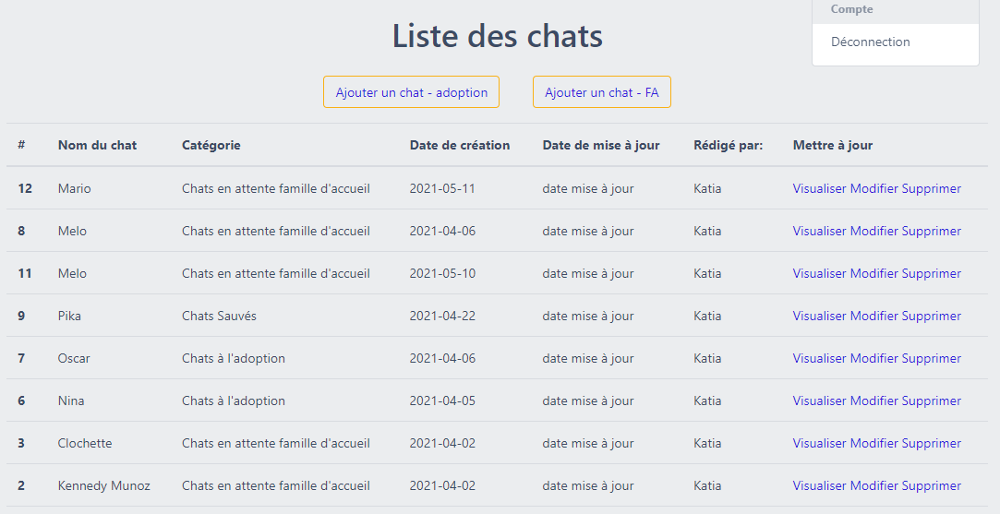 Compte
Déconnection
Liste des chats
Ajouter un chat - adoption Ajouter un chat - FA
# Nom du chat Catégorie Date de création Date de mise à jour Rédigé par: Mettre à jour
12 Mario Chats en attente famille d'accueil 2021-05-11 date mise à jour Katia Visualiser Modifier Supprimer
8 Melo Chats en attente famille d'accueil 2021-04-06 date mise à jour Katia Visualiser Modifier Supprimer
11 Melo Chats en attente famille d'accueil 2021-05-10 date mise à jour Katia Visualiser Modifier Supprimer
9 Pika Chats Sauvés 2021-04-22 date mise à jour Katia Visualiser Modifier Supprimer
7 Oscar Chats à l'adoption 2021-04-06 date mise à jour Katia Visualiser Modifier Supprimer
6 Nina Chats à l'adoption 2021-04-05 date mise à jour Katia Visualiser Modifier Supprimer
3 Clochette Chats en attente famille d'accueil 2021-04-02 date mise à jour Katia Visualiser Modifier Supprimer
2 Kennedy Munoz Chats en attente famille d'accueil 2021-04-02 date mise à jour Katia Visualiser Modifier Supprimer